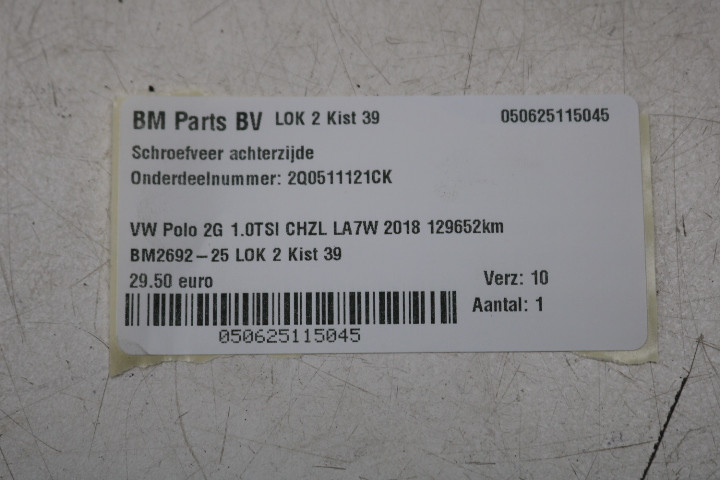 BM Parts BV LOK 2 Kist 39 050625115045
Schroefveer achterzijde
Onderdeelnummer: 2Q0511121CK
VW Polo 2G 1.0TSI CHZL LA7W 2018 129652km
BM2692-25 LOK 2 Kist 39
29.50 euro Verz: 10
Aantal: 1
050625115045